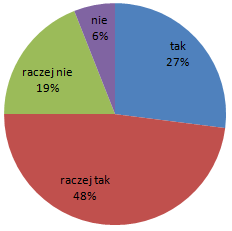 nie
6%
tak
27%
raczej nie
19%
raczej tak
48%